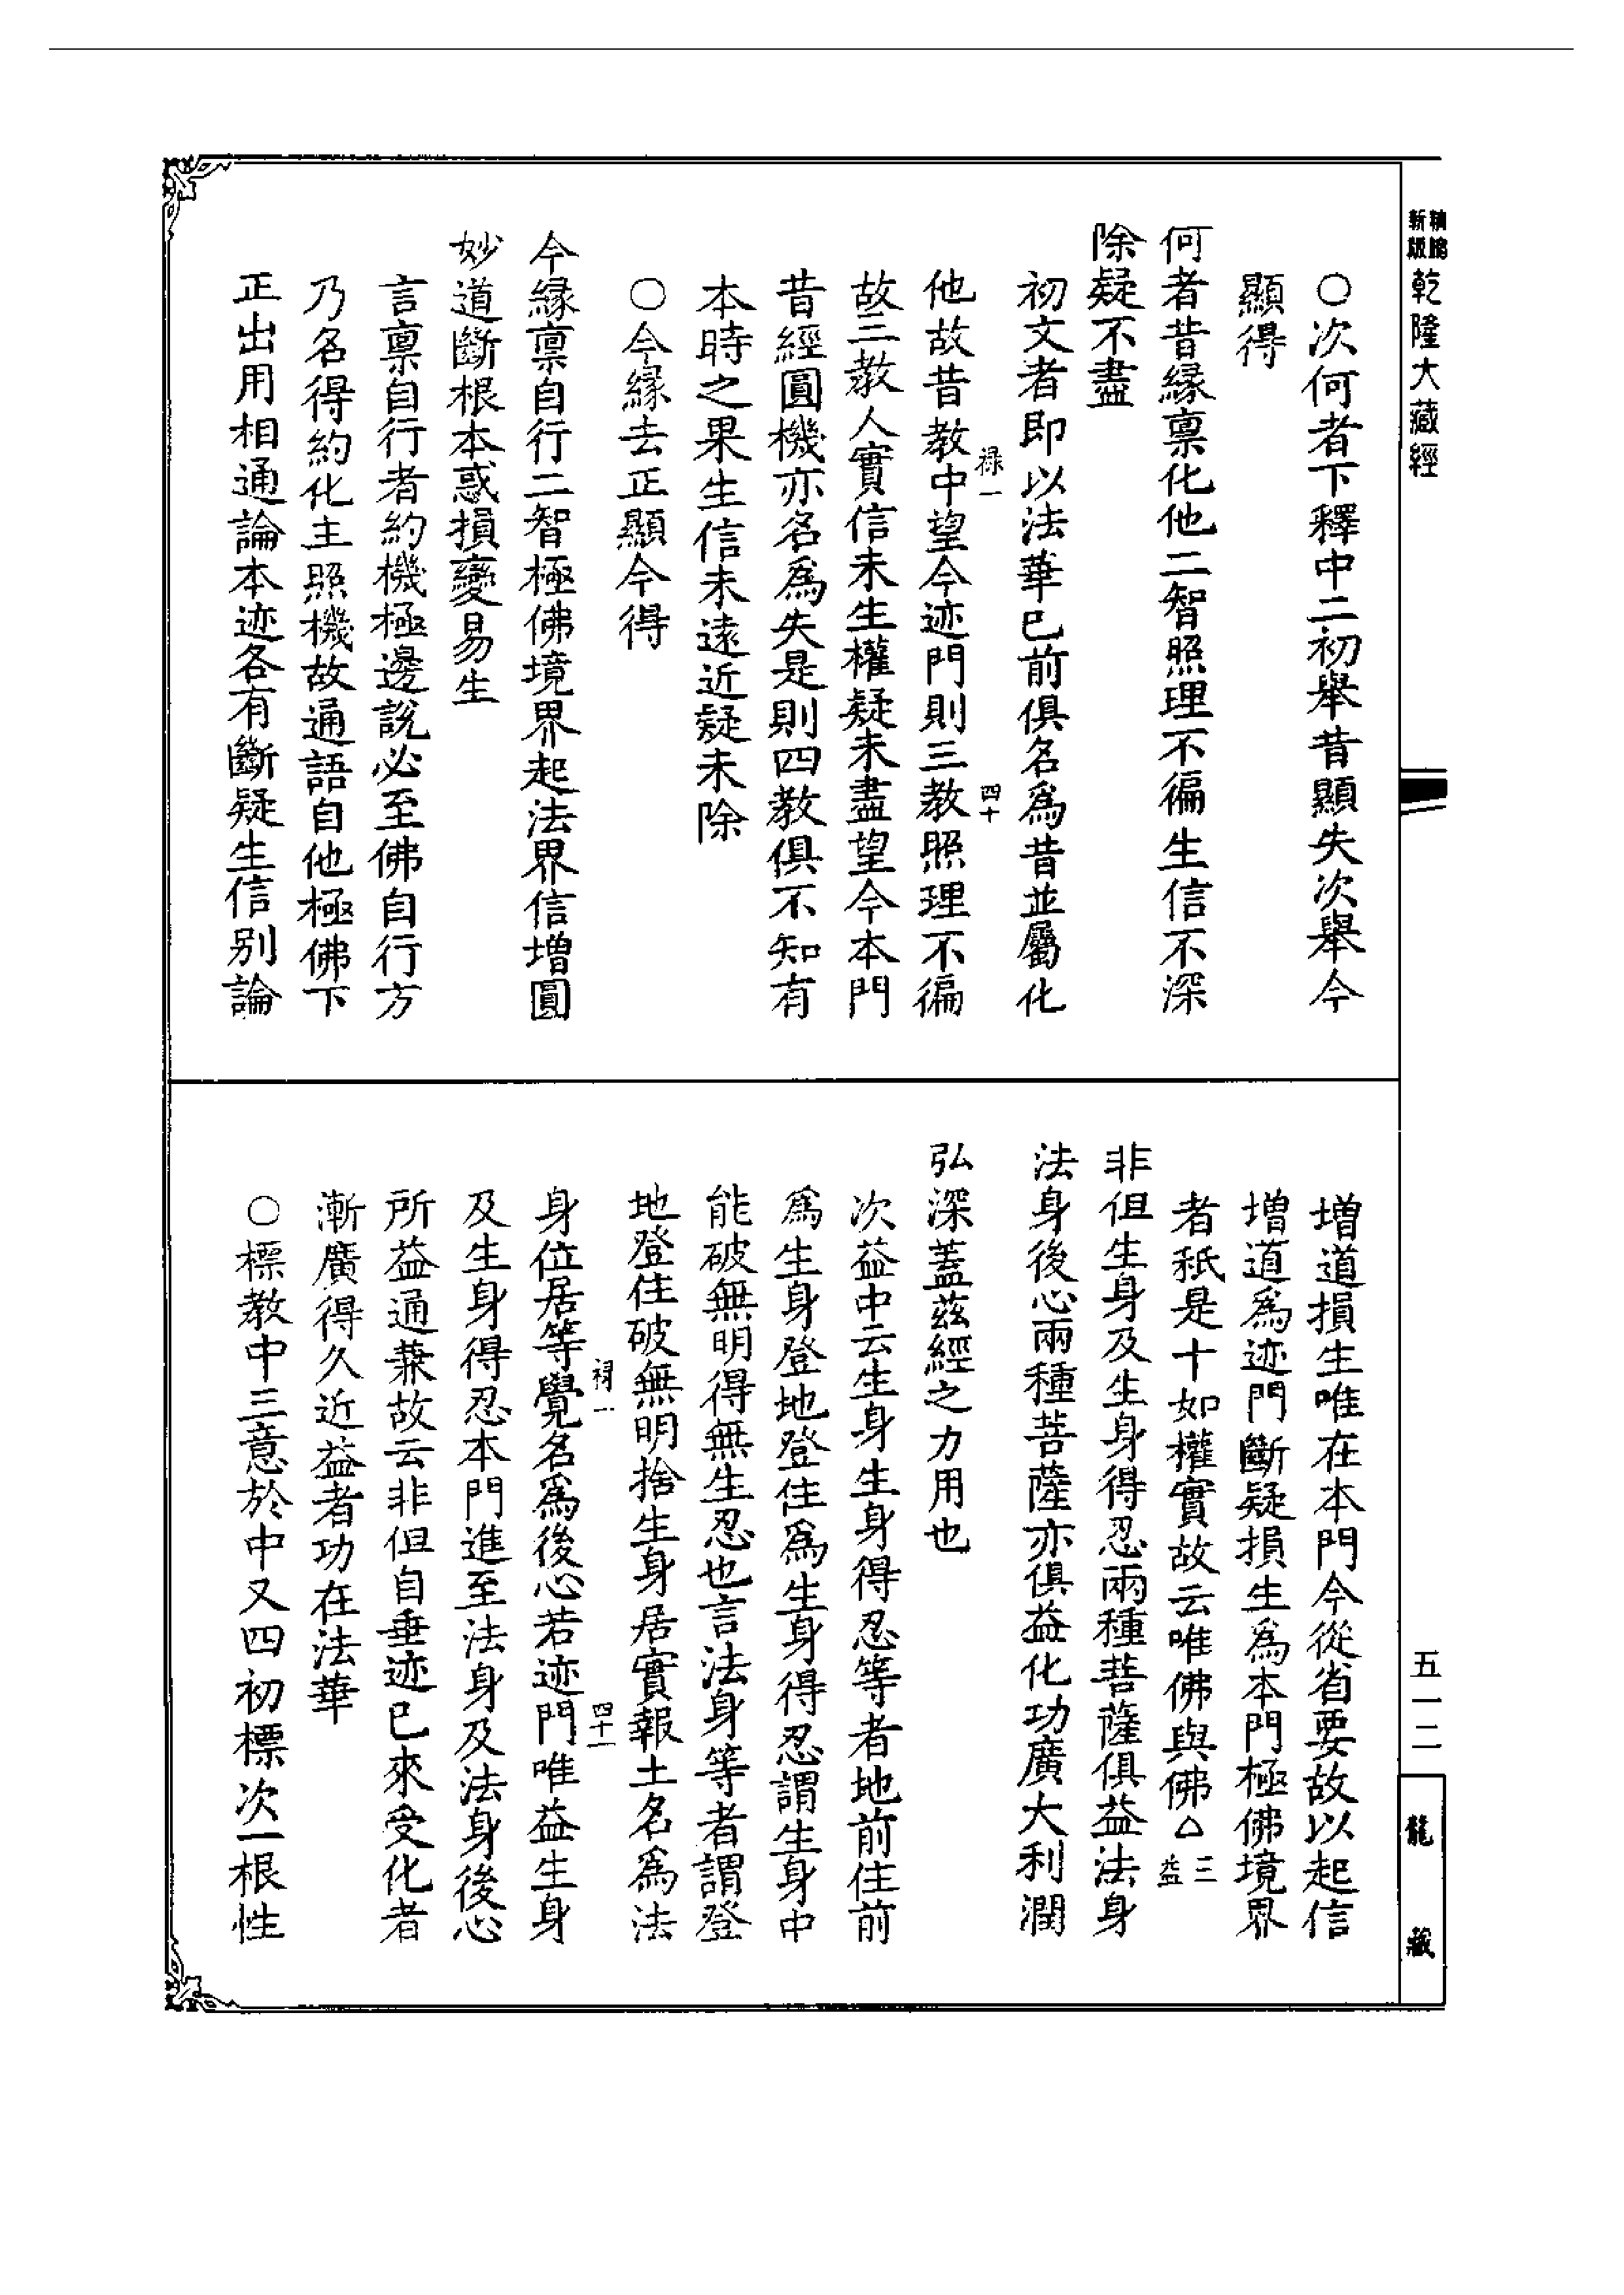 新版 精縮 乾隆大藏經
○次何者下釋中二初舉昔顯失次舉今
顯得
何者昔緣稟化他二智照理不徧生信不深
除疑不盡
初文者即以法華已前俱名為昔並屬化
他故昔教中望今迹門則三教照理不徧
祿一
四十
故三教人實信未生權疑未盡望今本門
昔經圓機亦名為失是則四教俱不知有
本時之果生信未遠近疑未除
○今緣去正顯今得
今緣稟自行二智極佛境界起法界信增圓
妙道斷根本惑損變易生
言稟自行者約機極邊說必至佛自行方
乃名得約化主照機故通語自他極佛下
正出用相通論本迹各有斷疑生信別論
增道損生唯在本門今從省要故以起信
增道為迹門斷疑損生為本門極佛境界
者秖是十如權實故云唯佛與佛△三益
非但生身及生身得忍兩種菩薩俱益法身
法身後心兩種菩薩亦俱益化功廣大利潤
弘深蓋茲經之力用也
次益中云生身生身得忍等者地前住前
為生身登地登住為生身得忍謂生身中
能破無明得無生忍也言法身等者謂登
地登住破無明捨生身居實報土名為法
身位居等覺名為後心若迹門唯益生身
祿一
四十一
及生身得忍本門進至法身及法身後心
所益通兼故云非但自垂迹已來受化者
漸廣得久近益者功在法華
○標教中三意於中又四初標次一根性
五一二
龍藏